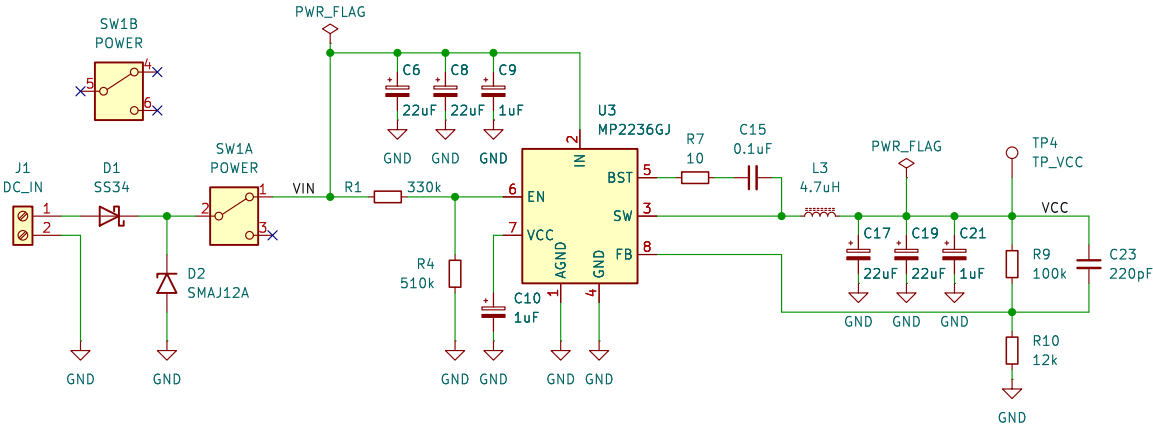 PWR_FLAG
SW1B
POWER
4
5
6
C6
22uF
GND
C8
22uF
GND
C9
1uF
GND
U3
MP2236GJ
2
IN
J1
DC_IN
1
2
D1
SS34
SW1A
POWER
1
2
3
VIN
R1
330k
6
EN
7
VCC
AGND
GND
1
4
BST
5
SW
3
FB
8
R7
10
C15
0.1uF
L3
4.7uH
PWR_FLAG
TP4
TP_VCC
VCC
C17
22uF
GND
C19
22uF
GND
C21
1uF
GND
R9
100k
C23
220pF
D2
SMAJ12A
R4
510k
C10
1uF
R10
12k
GND
GND
GND
GND
GND
GND
GND